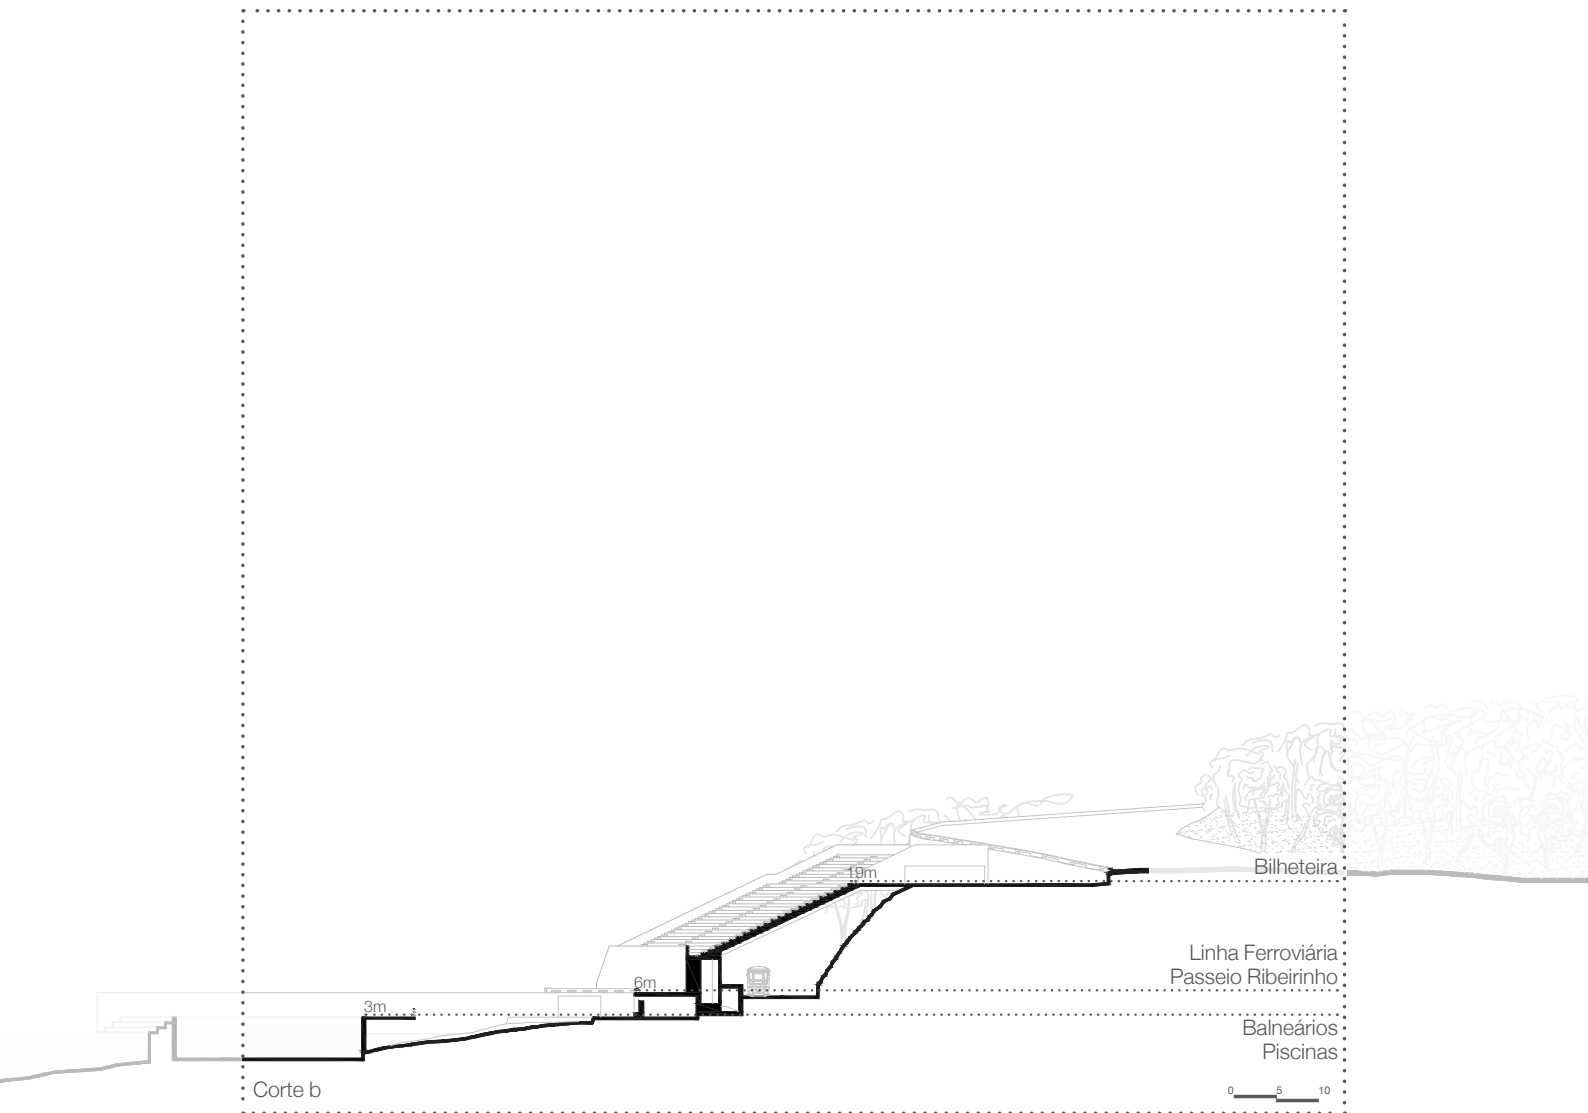 19m
Bilheteira
Linha Ferroviária
Passeio Ribeirinho
6m
3m
Balneários
Piscinas
Corte b
0 5 10